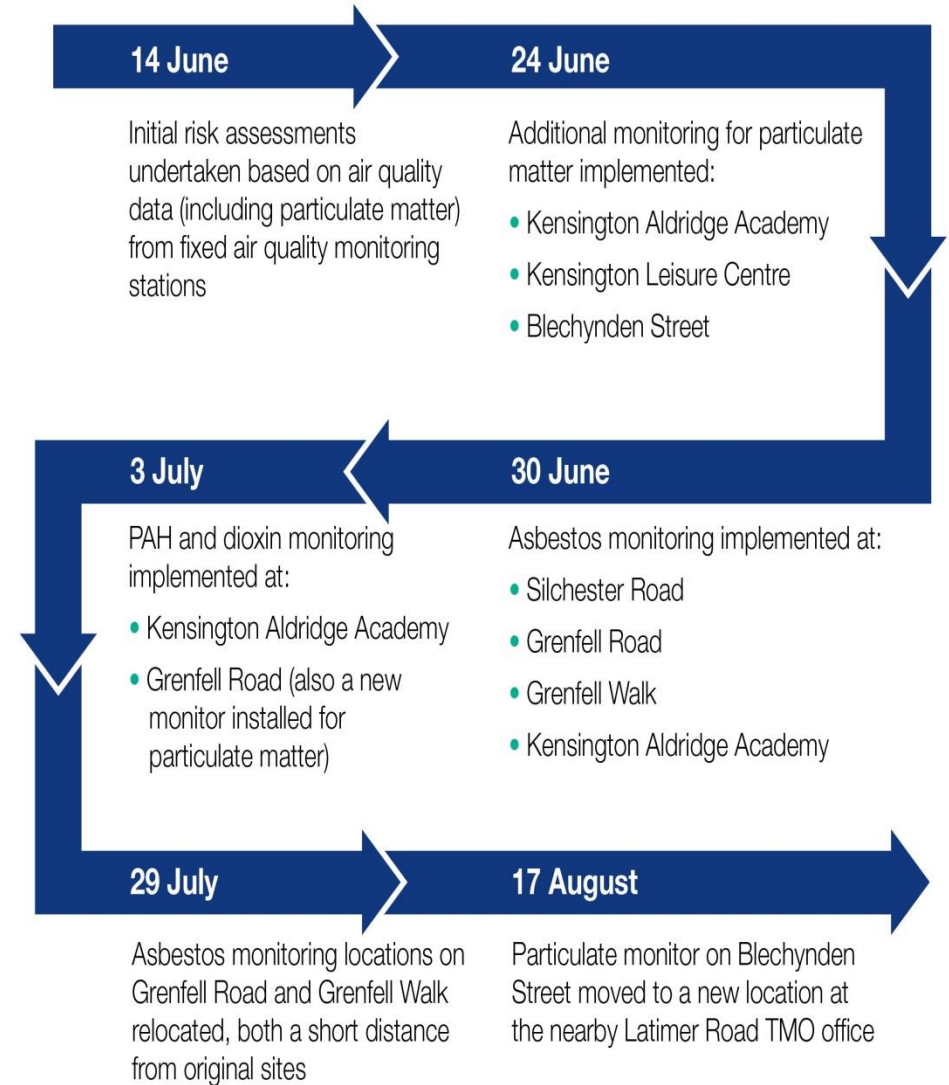 14 June
Initial risk assessments
undertaken based on air quality
data (including particulate matter)
from fixed air quality monitoring
stations
24 June
Additional monitoring for particulate
matter implemented:
• Kensington Aldridge Academy
• Kensington Leisure Centre
• Blechynden Street
30 June
Asbestos monitoring implemented at:
• Silchester Road
• Grenfell Road
• Grenfell Walk
• Kensington Aldridge Academy
3 July
PAH and dioxin monitoring
implemented at:
• Kensington Aldridge Academy
• Grenfell Road (also a new
monitor installed for
particulate matter)
29 July
Asbestos monitoring locations on
Grenfell Road and Grenfell Walk
relocated, both a short distance
from original sites
17 August
Particulate monitor on Blechynden
Street moved to a new location at
the nearby Latimer Road TMO office